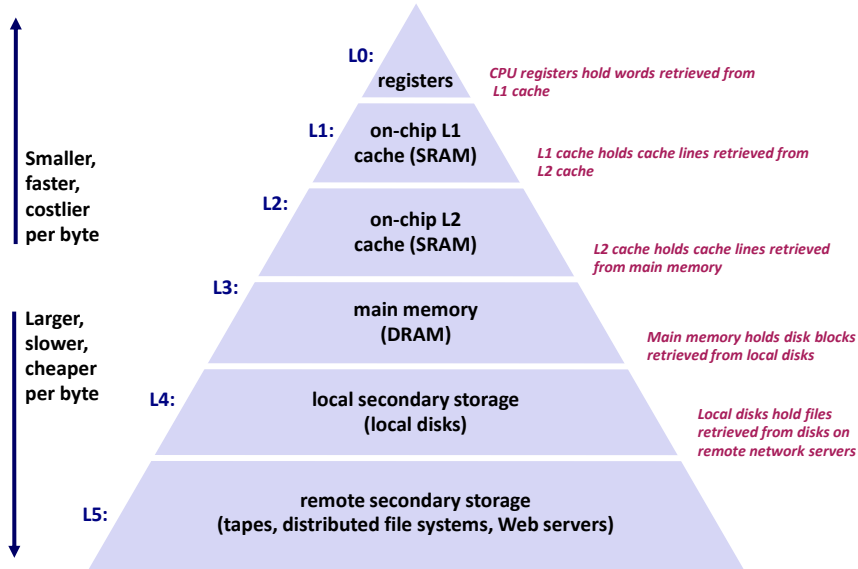 L0:
registers
CPU registers hold words retrieved from
L1 cache
L1:
on-chip L1
cache (SRAM)
L1 cache holds cache lines retrieved from
L2 cache
Smaller,
faster,
costlier
per byte
L2:
on-chip L2
cache (SRAM)
L2 cache holds cache lines retrieved
from main memory
L3:
main memory
(DRAM)
Larger,
slower,
cheaper
per byte
Main memory holds disk blocks
retrieved from local disks
L4:
local secondary storage
(local disks)
Local disks hold files
retrieved from disks on
remote network servers
L5:
remote secondary storage
(tapes, distributed file systems, Web servers)